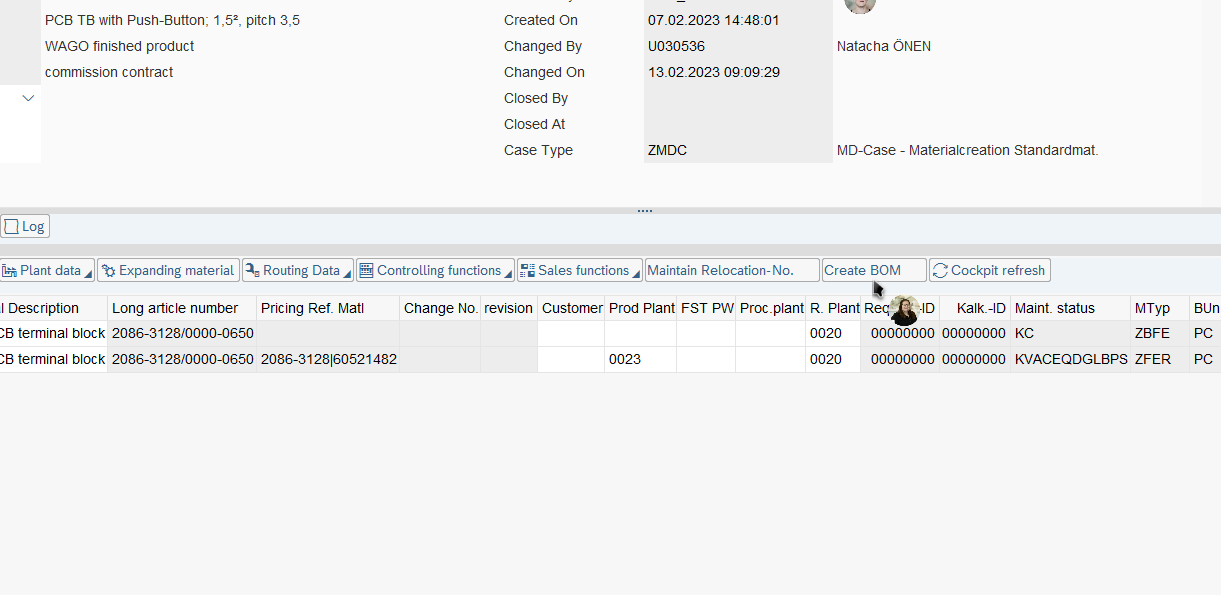 PCB TB with Push-Button; 1,5², pitch 3,5 Created On 07.02.2023 14:48:01
WAGO finished product Changed By U030536 Natacha ÖNEN
commission contract Changed On 13.02.2023 09:09:29
Closed By
Closed At
Case Type ZMDC MD-Case - Materialcreation Standardmat.
Log
Plant data Expanding material Routing Data Controlling functions Sales functions Maintain Relocation-No. Create BOM Cockpit refresh
Description Long article number Pricing Ref. Matl Change No. revision Customer Prod Plant FST PW Proc.plant R. Plant Req ID Kalk.-ID Maint. status MTyp BUn
CB terminal block 2086-3128/0000-0650 0020 00000000 00000000 KC ZBFE PC
CB terminal block 2086-3128/0000-0650 2086-3128|60521482 0023 0020 00000000 00000000 KVACEQDGLBPS ZFER PC